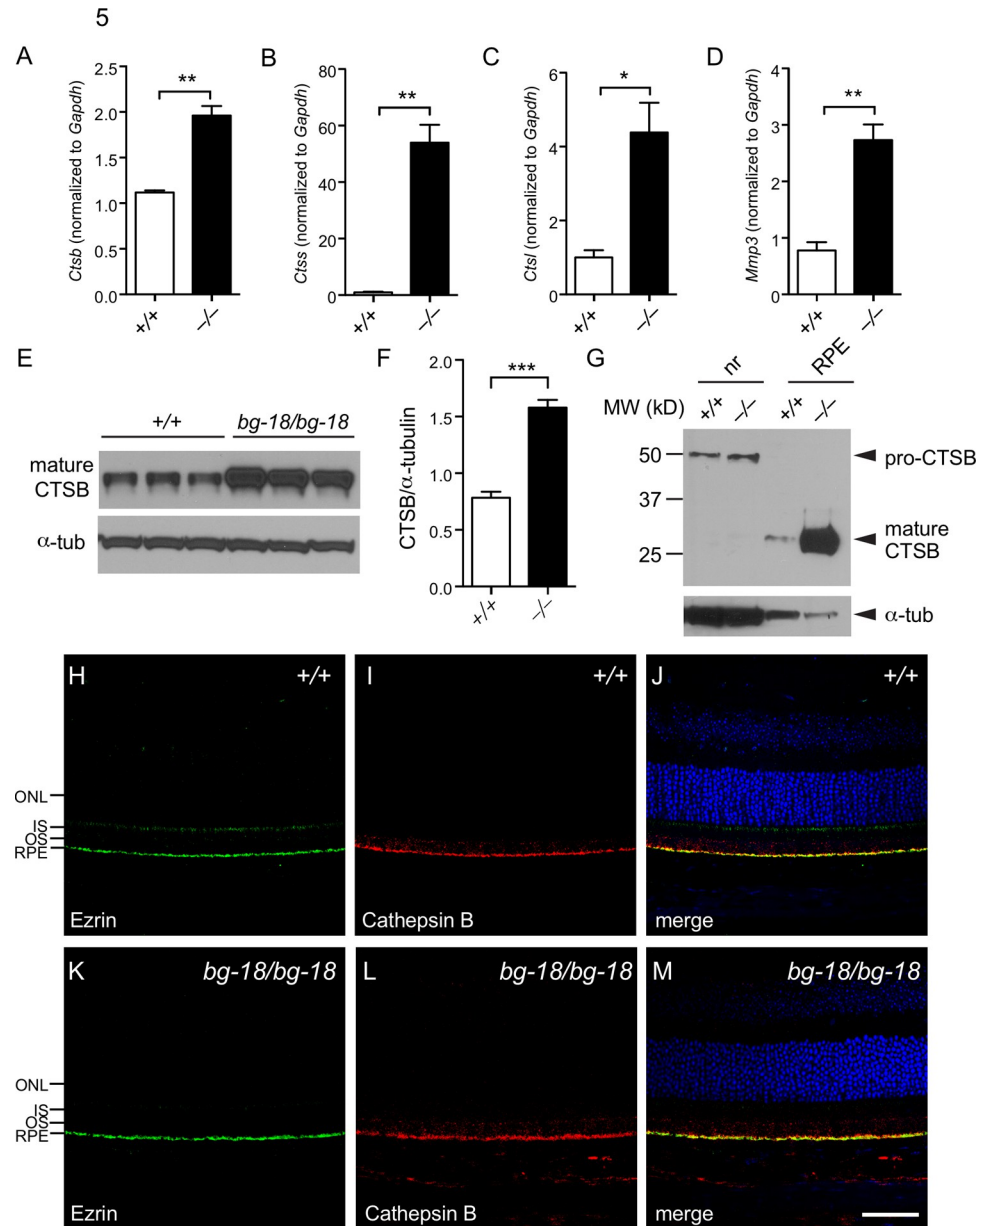 5
A
B
C
D
Ctsb (normalized to Gapdh)
2.5
2.0
1.5
1.0
0.5
0.0
**
+/+
–/–
Ctss (normalized to Gapdh)
80
60
40
20
0
**
+/+
–/–
Ctsl (normalized to Gapdh)
6
4
2
0
*
+/+
–/–
Mmp3 (normalized to Gapdh)
4
3
2
1
0
**
+/+
–/–
E
+/+
bg-18/bg-18
mature
CTSB
α-tub
F
CTSB/α-tubulin
2.0
1.5
1.0
0.5
0.0
***
+/+
–/–
G
nr
RPE
MW (kD)
+/+
–/–
+/+
–/–
50
37
25
pro-CTSB
mature
CTSB
α-tub
H
+/+
ONL
IS
OS
RPE
Ezrin
I
+/+
Cathepsin B
J
+/+
merge
K
bg-18/bg-18
ONL
IS
OS
RPE
Ezrin
L
bg-18/bg-18
Cathepsin B
M
bg-18/bg-18
merge